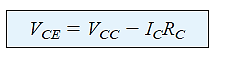 V_CE = V_CC − I_C R_C